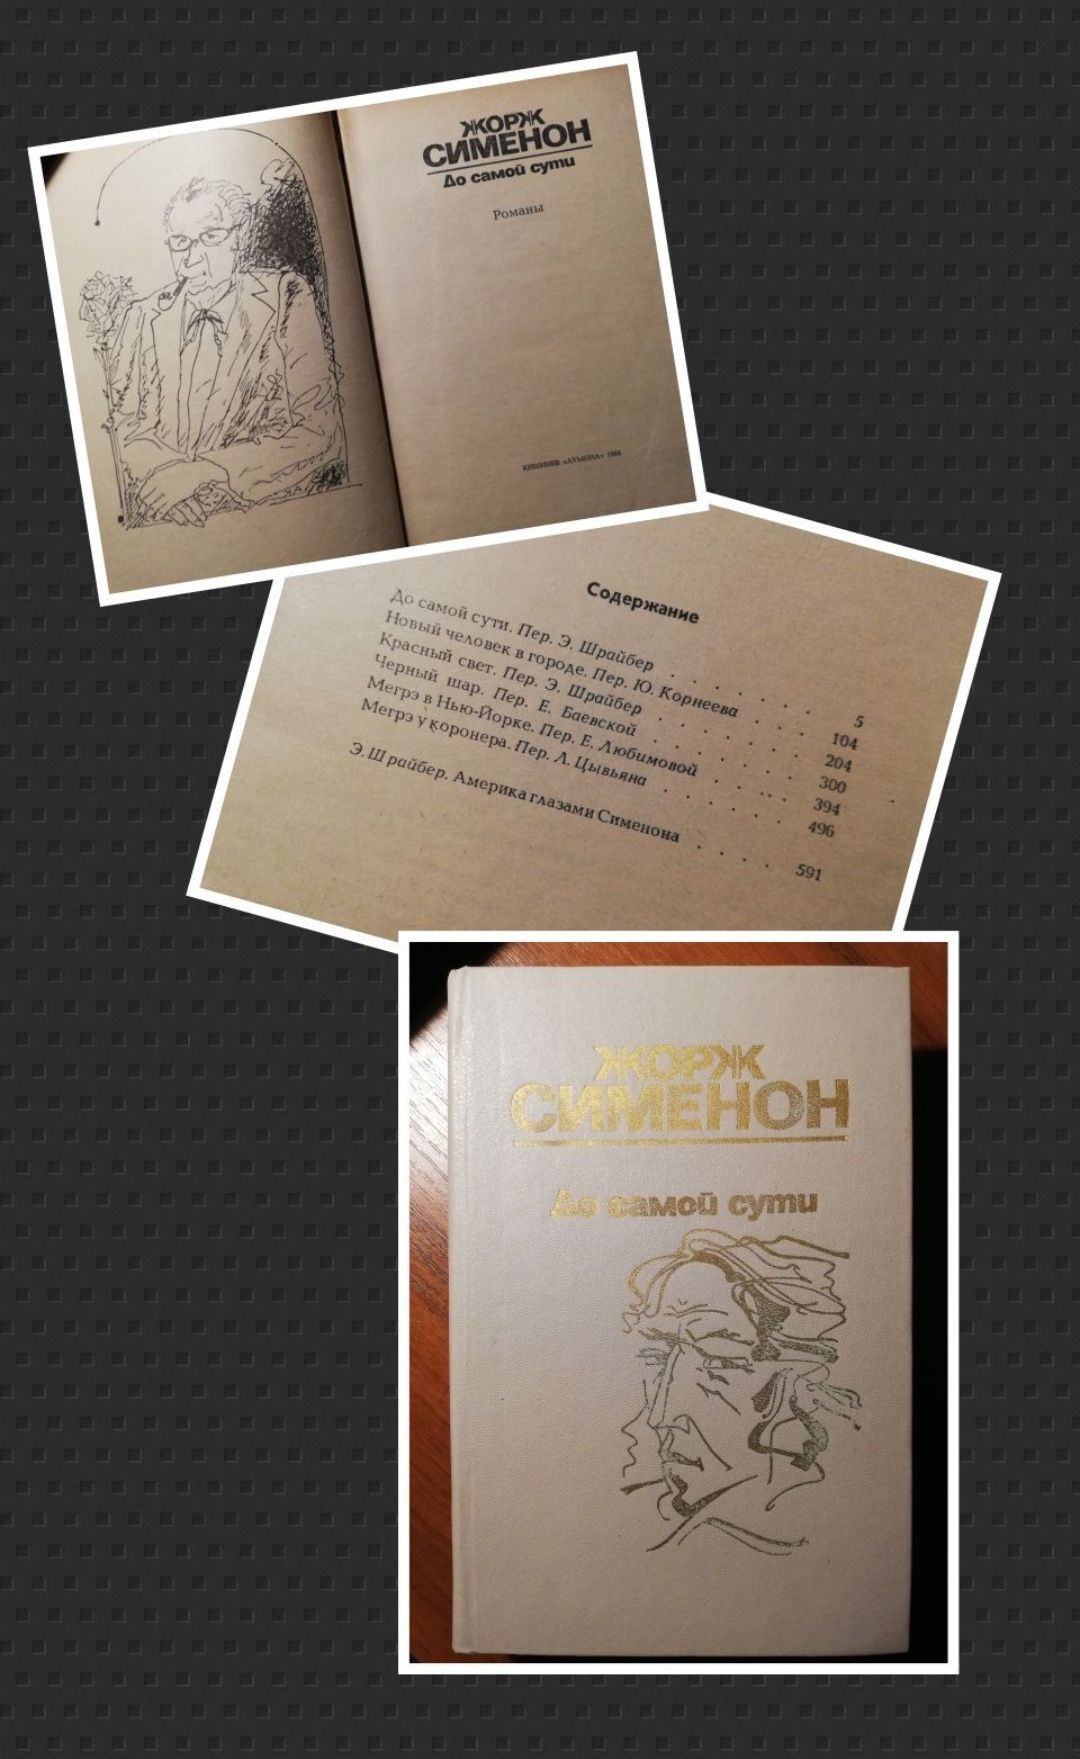 ЖОРЖ
СИМЕНОН
До самой сути
Романы
КИШИНЕВ «ЛУМИНА»
Содержание
До самой сути. Пер. Э. Шрайбер . . . . . 5
Новый человек в городе. Пер. Ю. Корнеева . . . 104
Красный свет. Пер. Э. Шрайбер . . . . . 204
Черный шар. Пер. Е. Баевской . . . . . 300
Мегрэ в Нью-Йорке. Пер. Е. Любимовой . . . . 394
Мегрэ у коронера. Пер. Л. Цывьяна . . . . . 496
Э. Шрайбер. Америка глазами Сименона . . . . 591
ЖОРЖ
СИМЕНОН
До самой сути